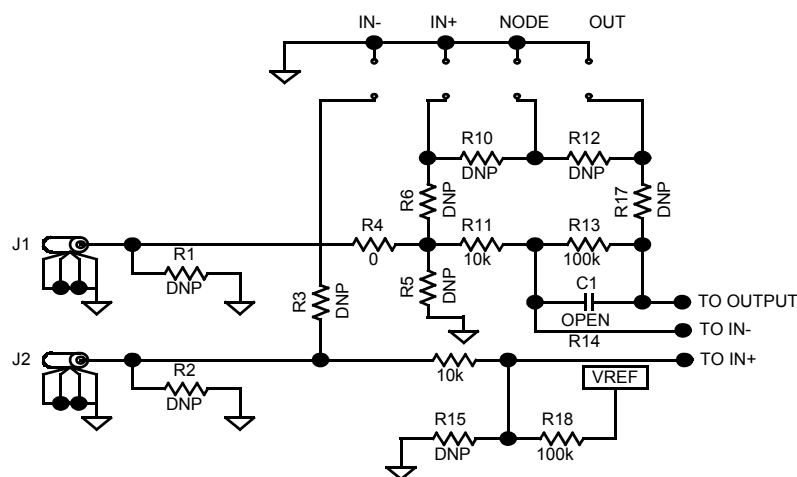 IN- IN+ NODE OUT
R10 R12
DNP DNP
R6 DNP R17 DNP
J1 R4 R11 R13
R1 0 10k 100k
DNP R3 DNP R5 DNP C1
TO OUTPUT
OPEN
TO IN-
R14
J2 TO IN+
R2 10k VREF
DNP
R15 R18
DNP 100k